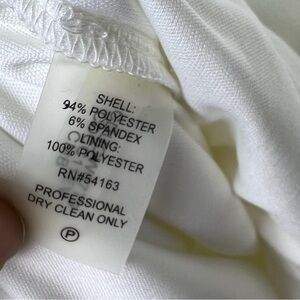 SHELL:
94% POLYESTER
6% SPANDEX
LINING:
100% POLYESTER
RN#54163
PROFESSIONAL
DRY CLEAN ONLY
P